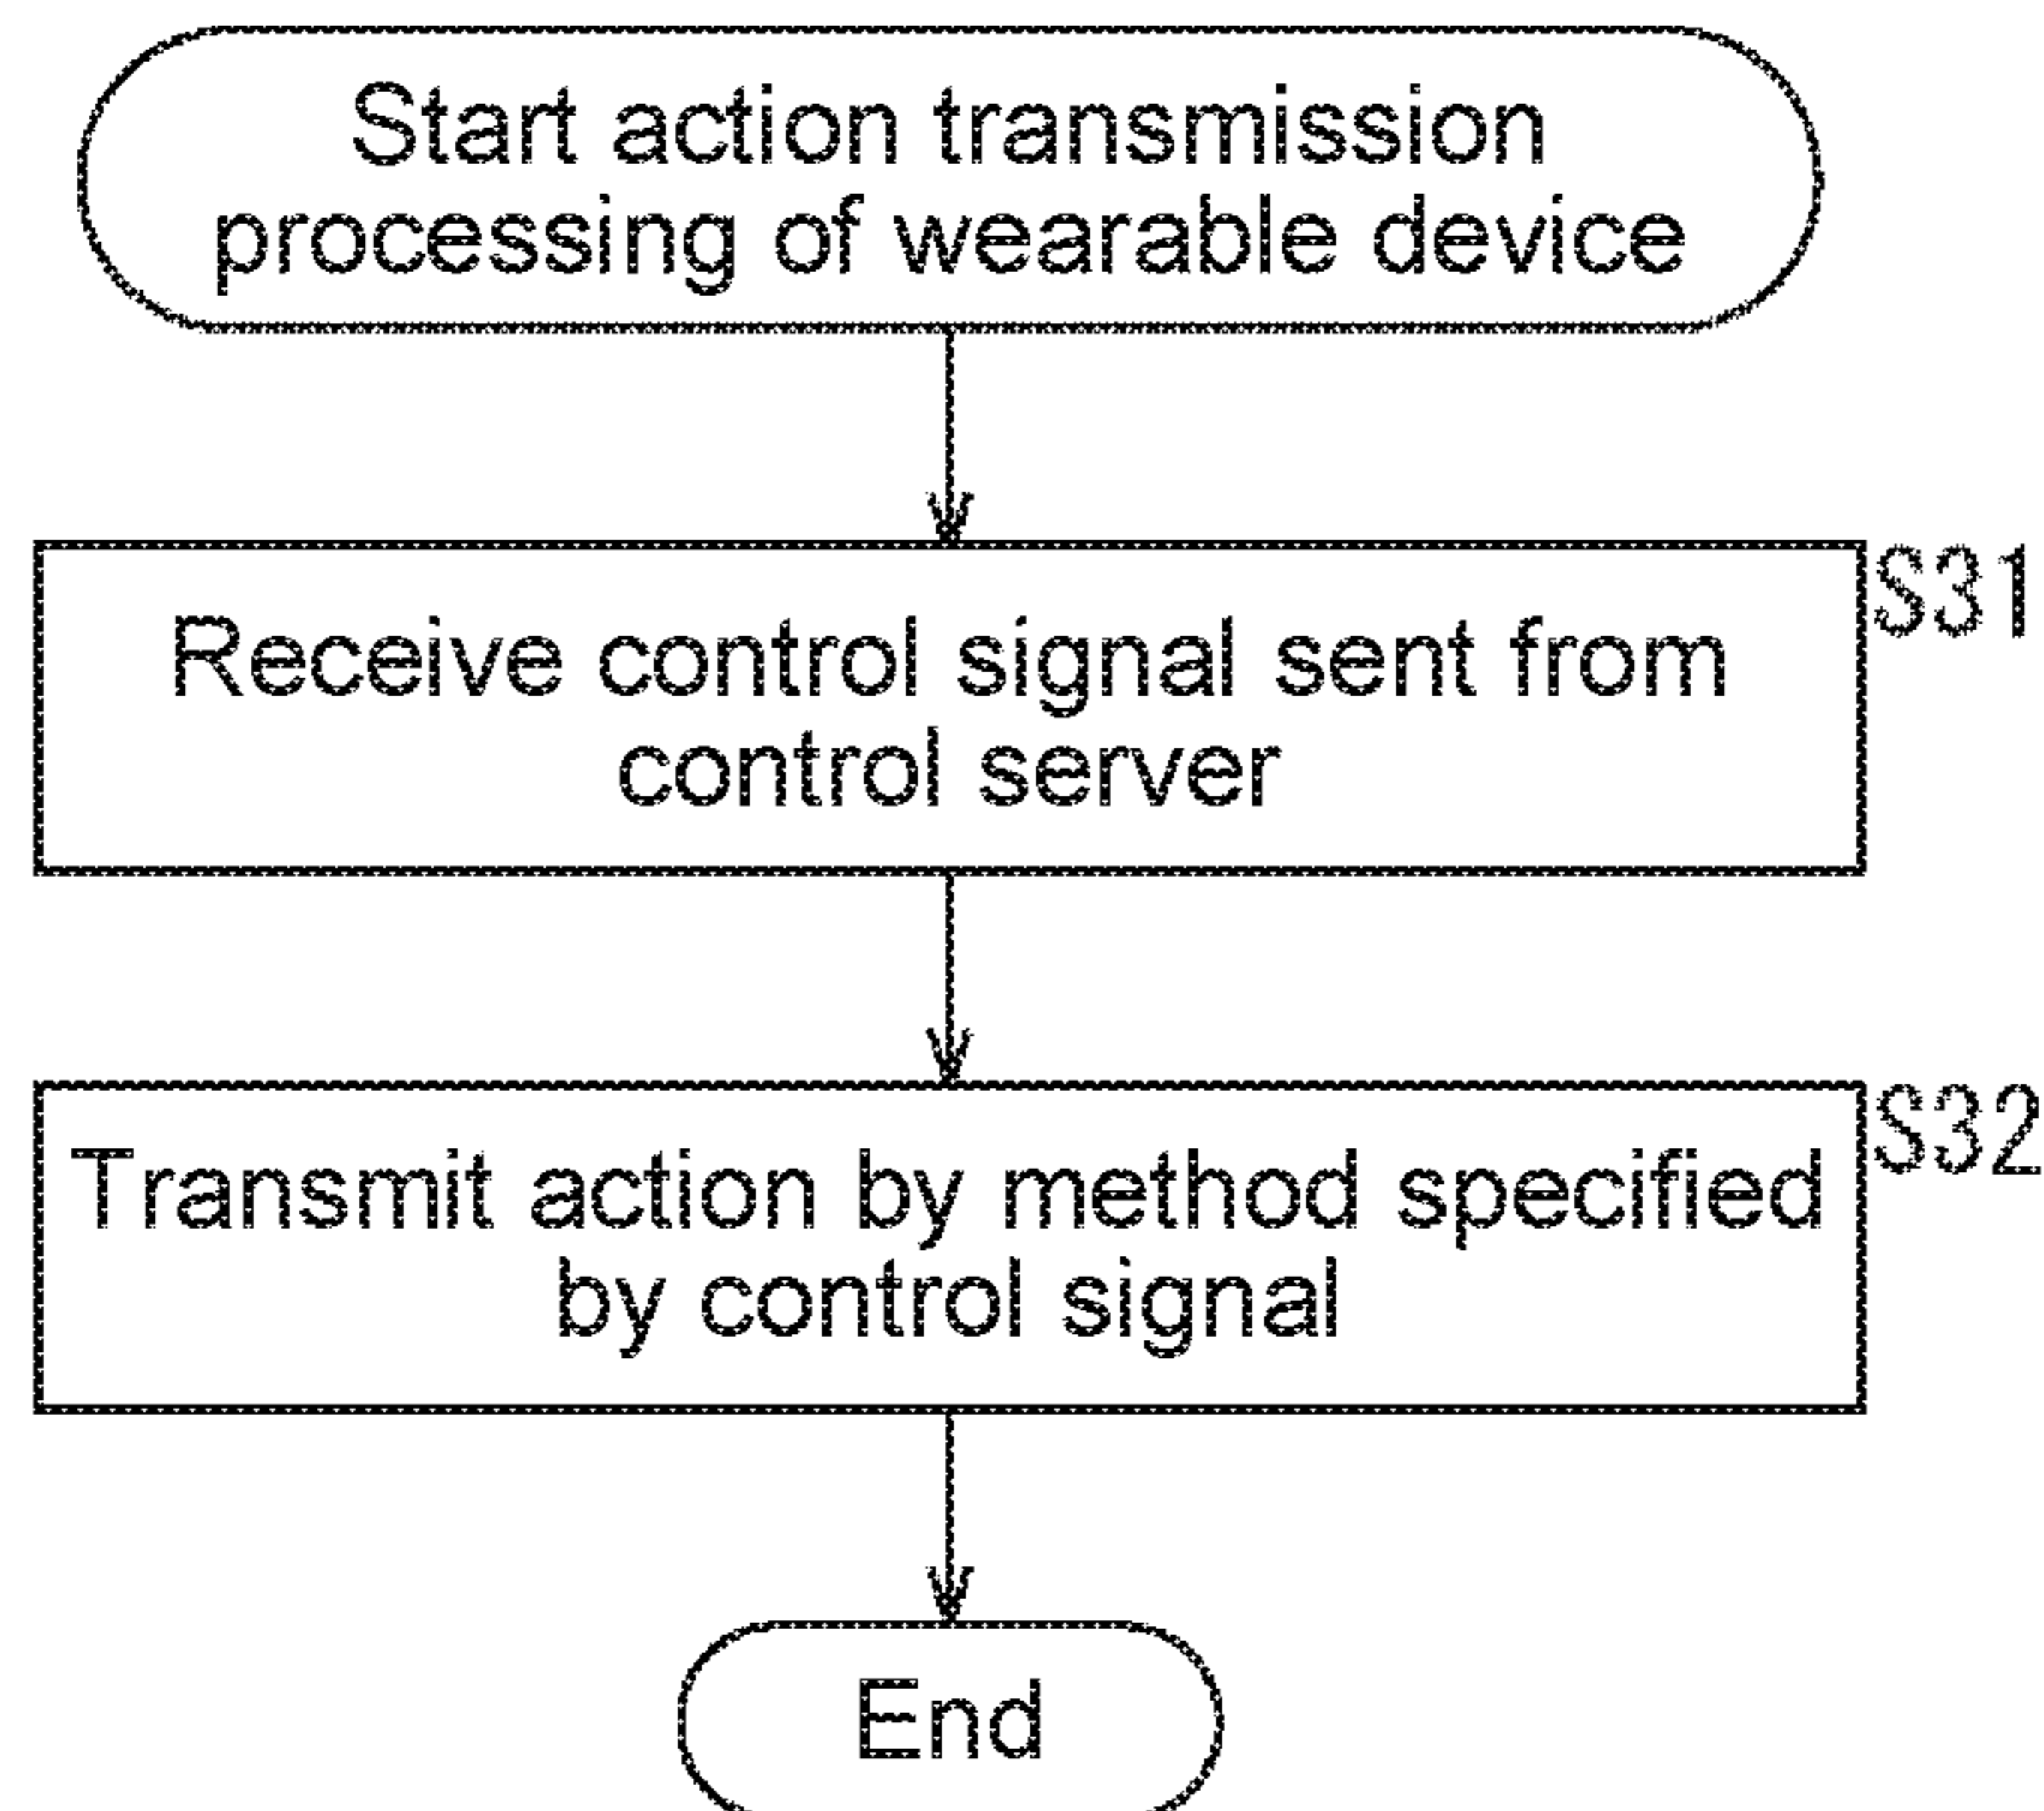 Start action transmission
processing of wearable device
S31
Receive control signal sent from
control server
S32
Transmit action by method specified
by control signal
End